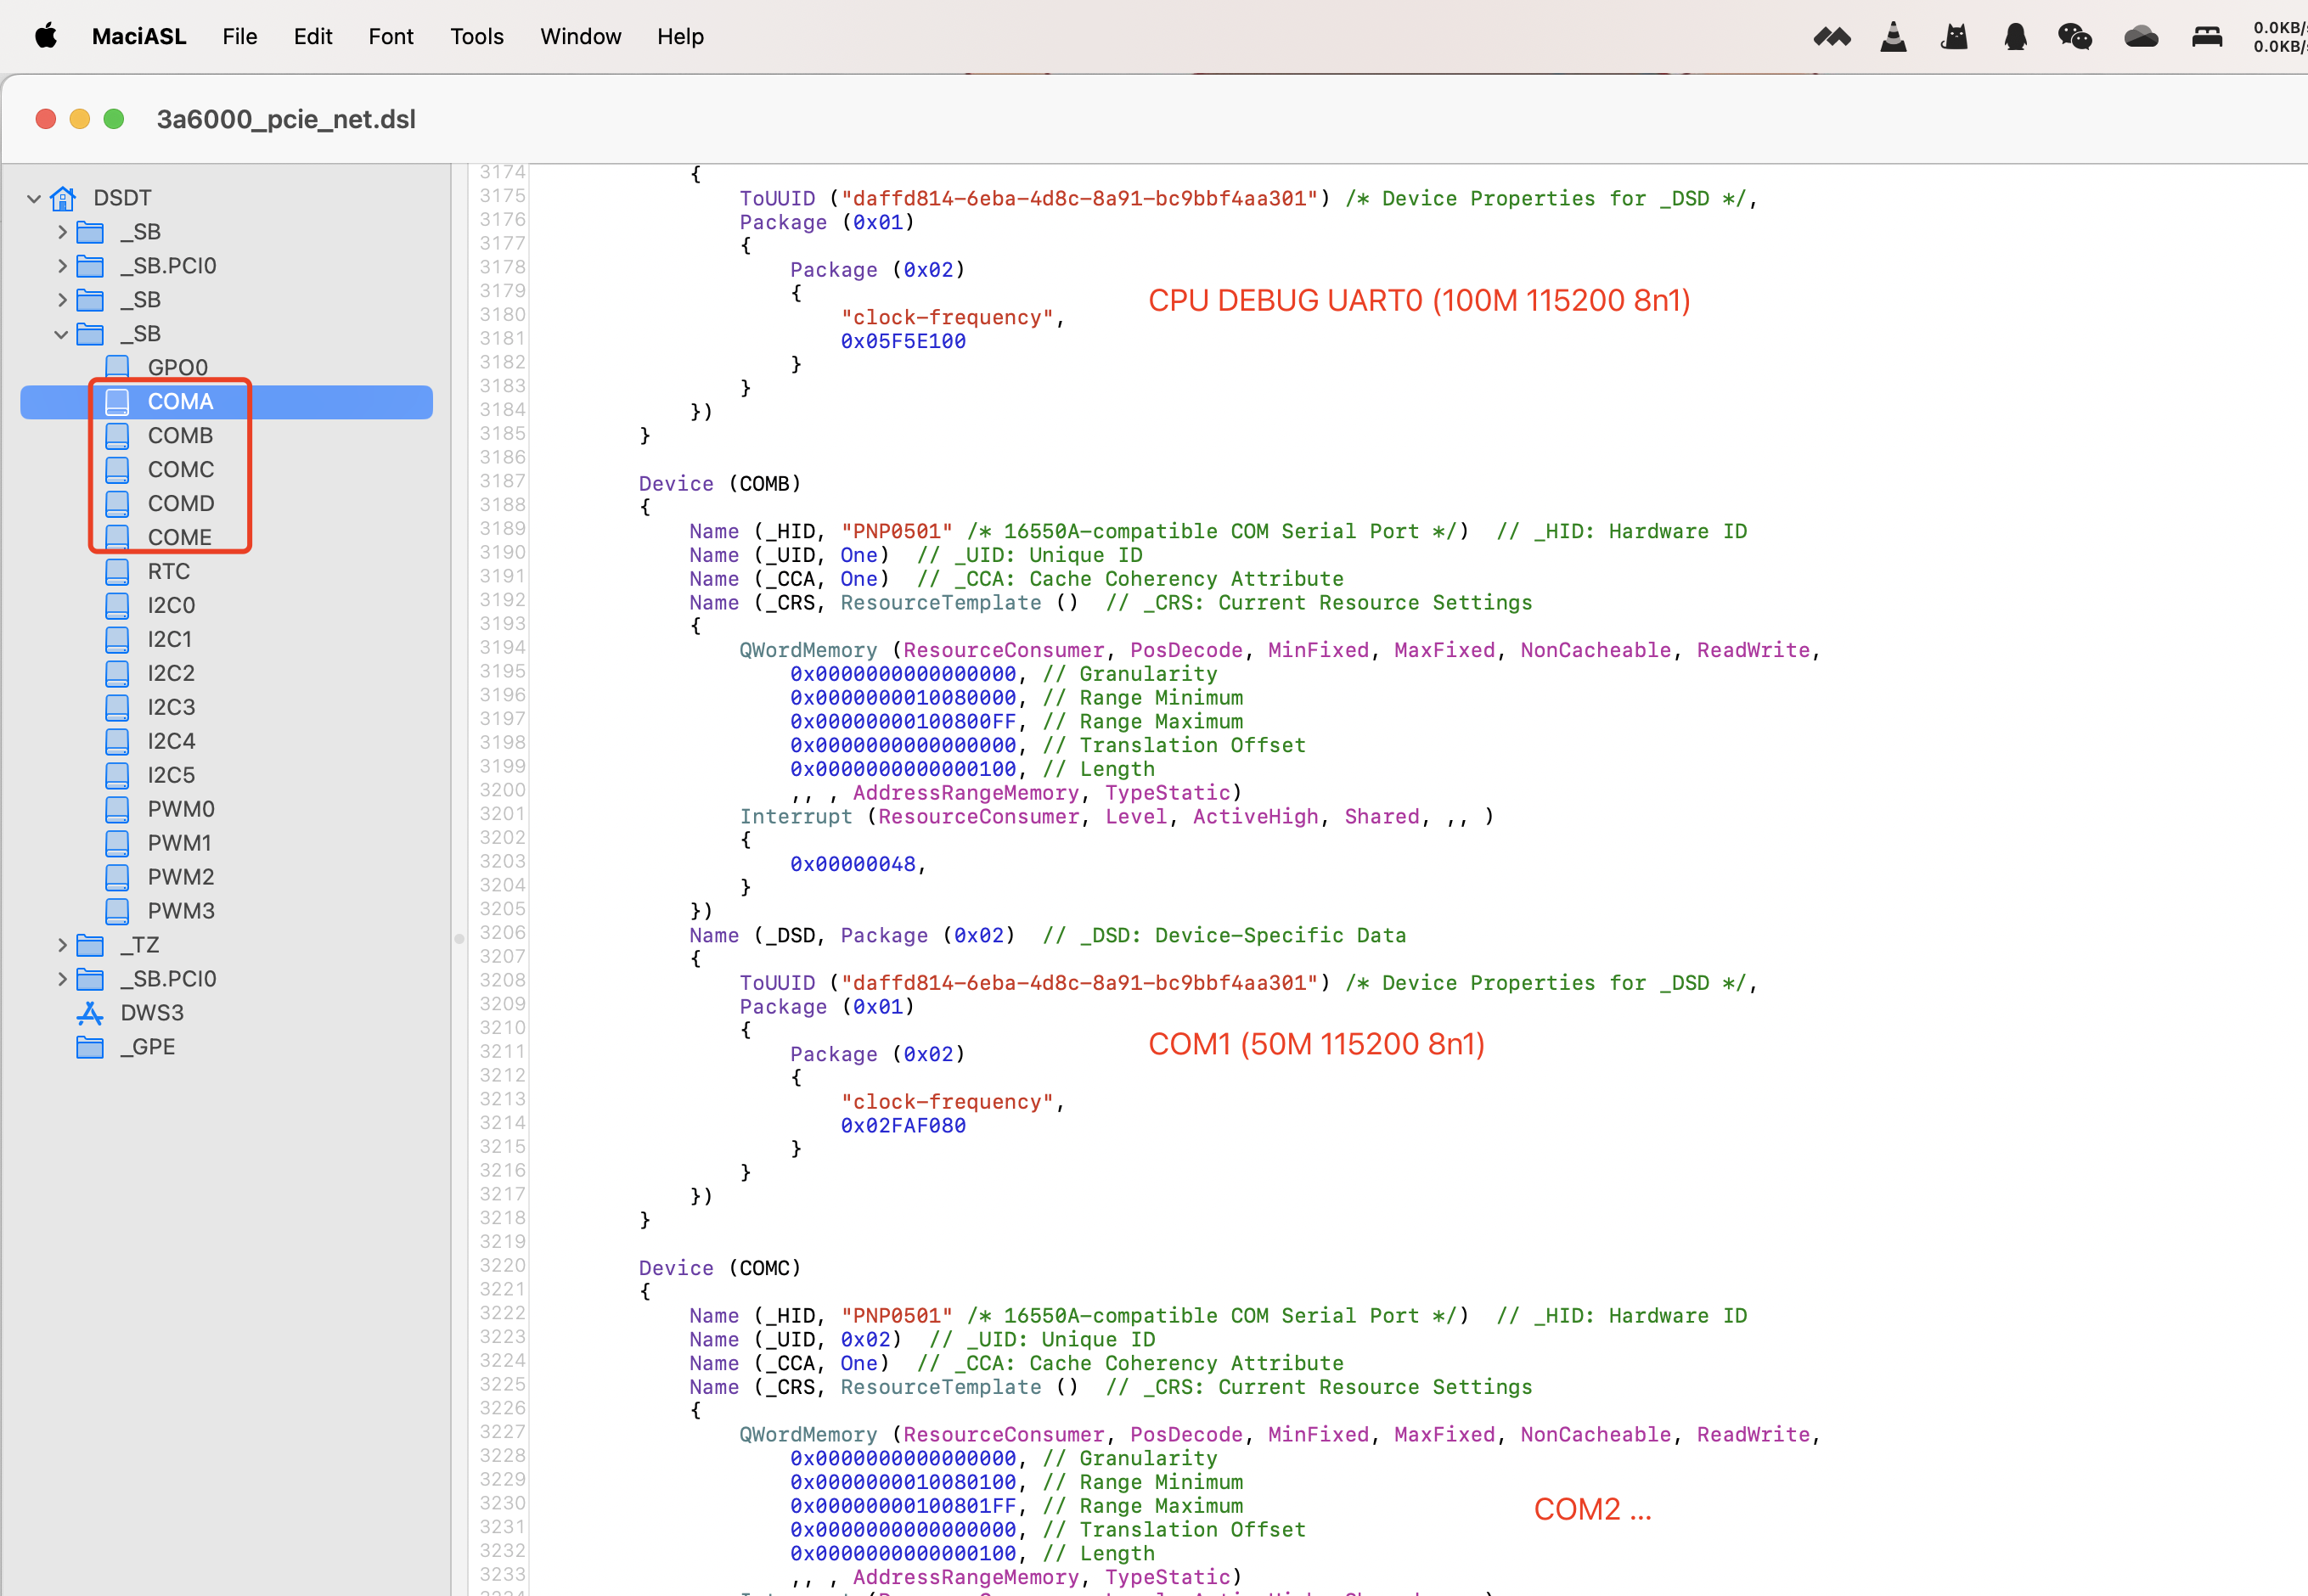 MaciASL File Edit Font Tools Window Help
0.0KB/s
0.0KB/s
3a6000_pcie_net.dsl
DSDT
_SB
_SB.PCI0
_SB
_SB
GPO0
COMA
COMB
COMC
COMD
COME
RTC
I2C0
I2C1
I2C2
I2C3
I2C4
I2C5
PWM0
PWM1
PWM2
PWM3
_TZ
_SB.PCI0
DWS3
_GPE
3174 {
3175 ToUUID ("daffd814-6eba-4d8c-8a91-bc9bbf4aa301") /* Device Properties for _DSD */,
3176 Package (0x01)
3177 {
3178 Package (0x02)
3179 {
CPU DEBUG UART0 (100M 115200 8n1)
3180 "clock-frequency",
3181 0x05F5E100
3182 }
3183 }
3184 })
3185 }
3186
3187 Device (COMB)
3188 {
3189 Name (_HID, "PNP0501" /* 16550A-compatible COM Serial Port */) // _HID: Hardware ID
3190 Name (_UID, One) // _UID: Unique ID
3191 Name (_CCA, One) // _CCA: Cache Coherency Attribute
3192 Name (_CRS, ResourceTemplate () // _CRS: Current Resource Settings
3193 {
3194 QWordMemory (ResourceConsumer, PosDecode, MinFixed, MaxFixed, NonCacheable, ReadWrite,
3195 0x0000000000000000, // Granularity
3196 0x0000000010080000, // Range Minimum
3197 0x00000000100800FF, // Range Maximum
3198 0x0000000000000000, // Translation Offset
3199 0x0000000000000100, // Length
3200 ,, , AddressRangeMemory, TypeStatic)
3201 Interrupt (ResourceConsumer, Level, ActiveHigh, Shared, ,, )
3202 {
3203 0x00000048,
3204 }
3205 })
3206 Name (_DSD, Package (0x02) // _DSD: Device-Specific Data
3207 {
3208 ToUUID ("daffd814-6eba-4d8c-8a91-bc9bbf4aa301") /* Device Properties for _DSD */,
3209 Package (0x01)
3210 {
COM1 (50M 115200 8n1)
3211 Package (0x02)
3212 {
3213 "clock-frequency",
3214 0x02FAF080
3215 }
3216 }
3217 })
3218 }
3219
3220 Device (COMC)
3221 {
3222 Name (_HID, "PNP0501" /* 16550A-compatible COM Serial Port */) // _HID: Hardware ID
3223 Name (_UID, 0x02) // _UID: Unique ID
3224 Name (_CCA, One) // _CCA: Cache Coherency Attribute
3225 Name (_CRS, ResourceTemplate () // _CRS: Current Resource Settings
3226 {
3227 QWordMemory (ResourceConsumer, PosDecode, MinFixed, MaxFixed, NonCacheable, ReadWrite,
3228 0x0000000000000000, // Granularity
3229 0x0000000010080100, // Range Minimum
3230 0x00000000100801FF, // Range Maximum
COM2 ...
3231 0x0000000000000000, // Translation Offset
3232 0x0000000000000100, // Length
3233 ,, , AddressRangeMemory, TypeStatic)